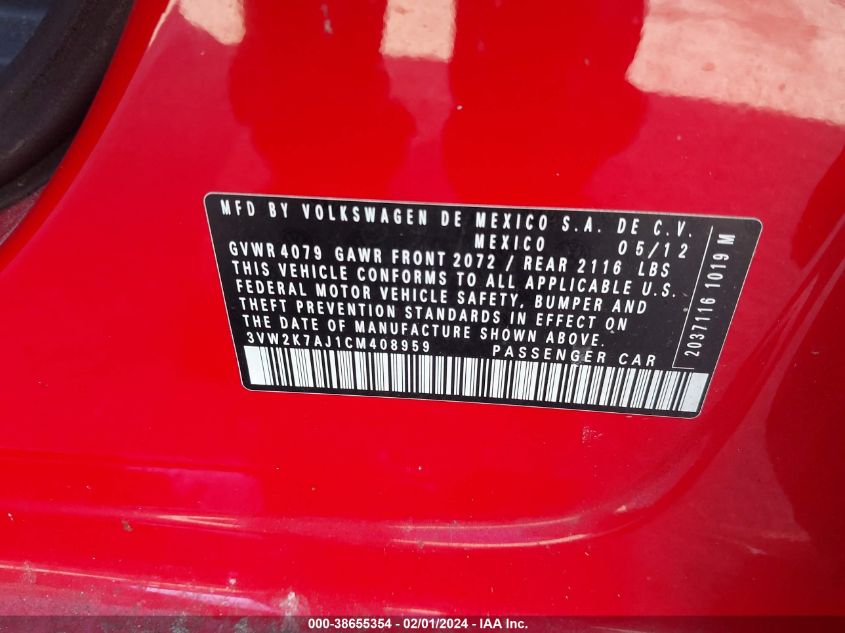 MFD BY VOLKSWAGEN DE MEXICO S.A. DE C.V.
MEXICO 05/12
GVWR 4079 GAWR FRONT 2072 / REAR 2116 LBS
THIS VEHICLE CONFORMS TO ALL APPLICABLE U.S.
FEDERAL MOTOR VEHICLE SAFETY, BUMPER AND
THEFT PREVENTION STANDARDS IN EFFECT ON
THE DATE OF MANUFACTURE SHOWN ABOVE.
3VW2K7AJ1CM408959 PASSENGER CAR
2037116 1019 M
000-38655354 - 02/01/2024 - IAA Inc.